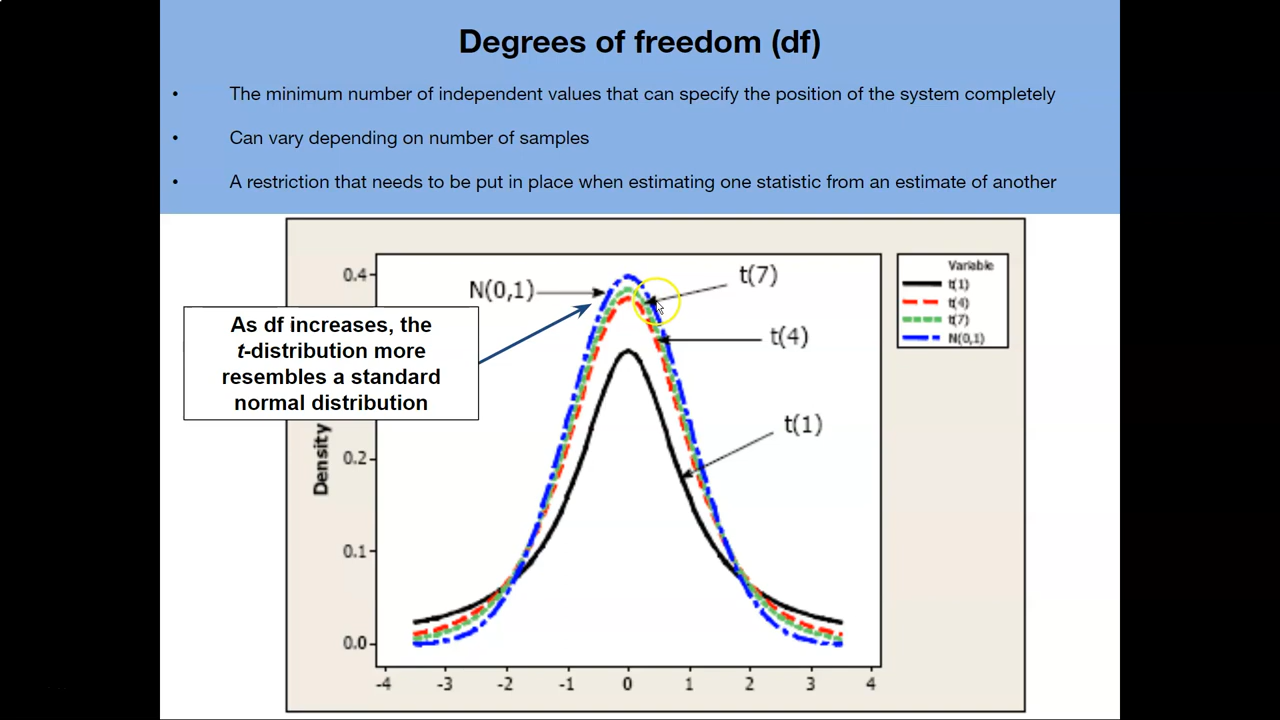 Degrees of freedom (df)
• The minimum number of independent values that can specify the position of the system completely
• Can vary depending on number of samples
• A restriction that needs to be put in place when estimating one statistic from an estimate of another
As df increases, the
t-distribution more
resembles a standard
normal distribution
Density
0.4
0.2
0.1
0.0
-4 -3 -2 -1 0 1 2 3 4
N(0,1)
t(7)
t(4)
t(1)
Variable
t(1)
t(4)
t(7)
N(0,1)